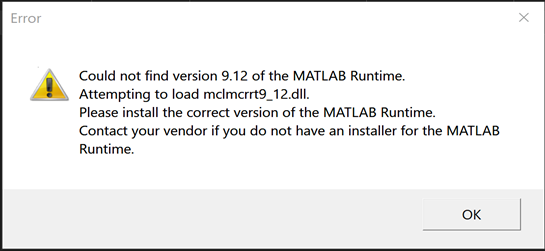 Error
Could not find version 9.12 of the MATLAB Runtime.
Attempting to load mclmcrrt9_12.dll.
Please install the correct version of the MATLAB Runtime.
Contact your vendor if you do not have an installer for the MATLAB
Runtime.
OK